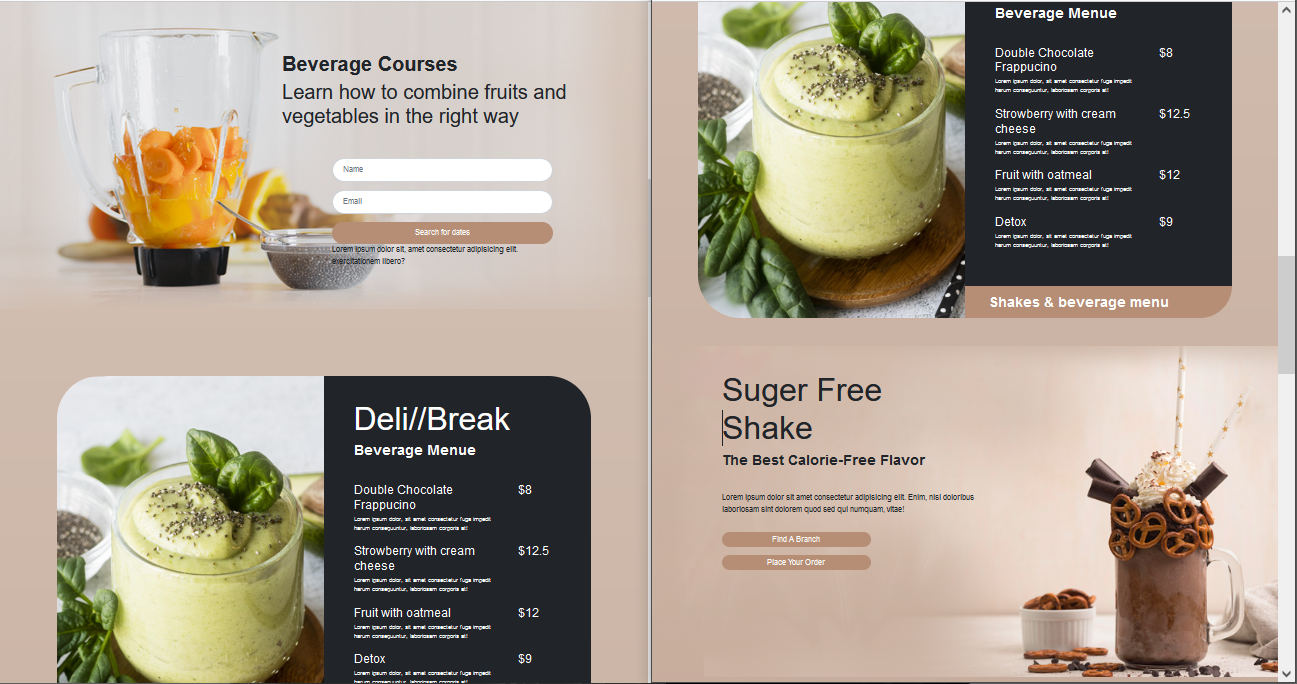 Beverage Courses
Learn how to combine fruits and
vegetables in the right way
Name
Email
Search for dates
Lorem ipsum dolor sit, amet consectetur adipisicing elit.
exercitationem libero?
Deli//Break
Beverage Menue
Double Chocolate
Frappucino
$8
Lorem ipsum dolor, sit amet consectetur fuga impedit
harum consequuntur, laboriosam corporis at!
Strowberry with cream
cheese
$12.5
Lorem ipsum dolor, sit amet consectetur fuga impedit
harum consequuntur, laboriosam corporis at!
Fruit with oatmeal
$12
Lorem ipsum dolor, sit amet consectetur fuga impedit
harum consequuntur, laboriosam corporis at!
Detox
$9
Lorem ipsum dolor, sit amet consectetur fuga impedit
harum consequuntur, laboriosam corporis at!
Beverage Menue
Double Chocolate
Frappucino
$8
Lorem ipsum dolor, sit amet consectetur fuga impedit
harum consequuntur, laboriosam corporis at!
Strowberry with cream
cheese
$12.5
Lorem ipsum dolor, sit amet consectetur fuga impedit
harum consequuntur, laboriosam corporis at!
Fruit with oatmeal
$12
Lorem ipsum dolor, sit amet consectetur fuga impedit
harum consequuntur, laboriosam corporis at!
Detox
$9
Lorem ipsum dolor, sit amet consectetur fuga impedit
harum consequuntur, laboriosam corporis at!
Shakes & beverage menu
Suger Free
Shake
The Best Calorie-Free Flavor
Lorem ipsum dolor sit amet consectetur adipisicing elit. Enim, nisi doloribus
laboriosam sint dolorem quod sed qui numquam, vitae!
Find A Branch
Place Your Order